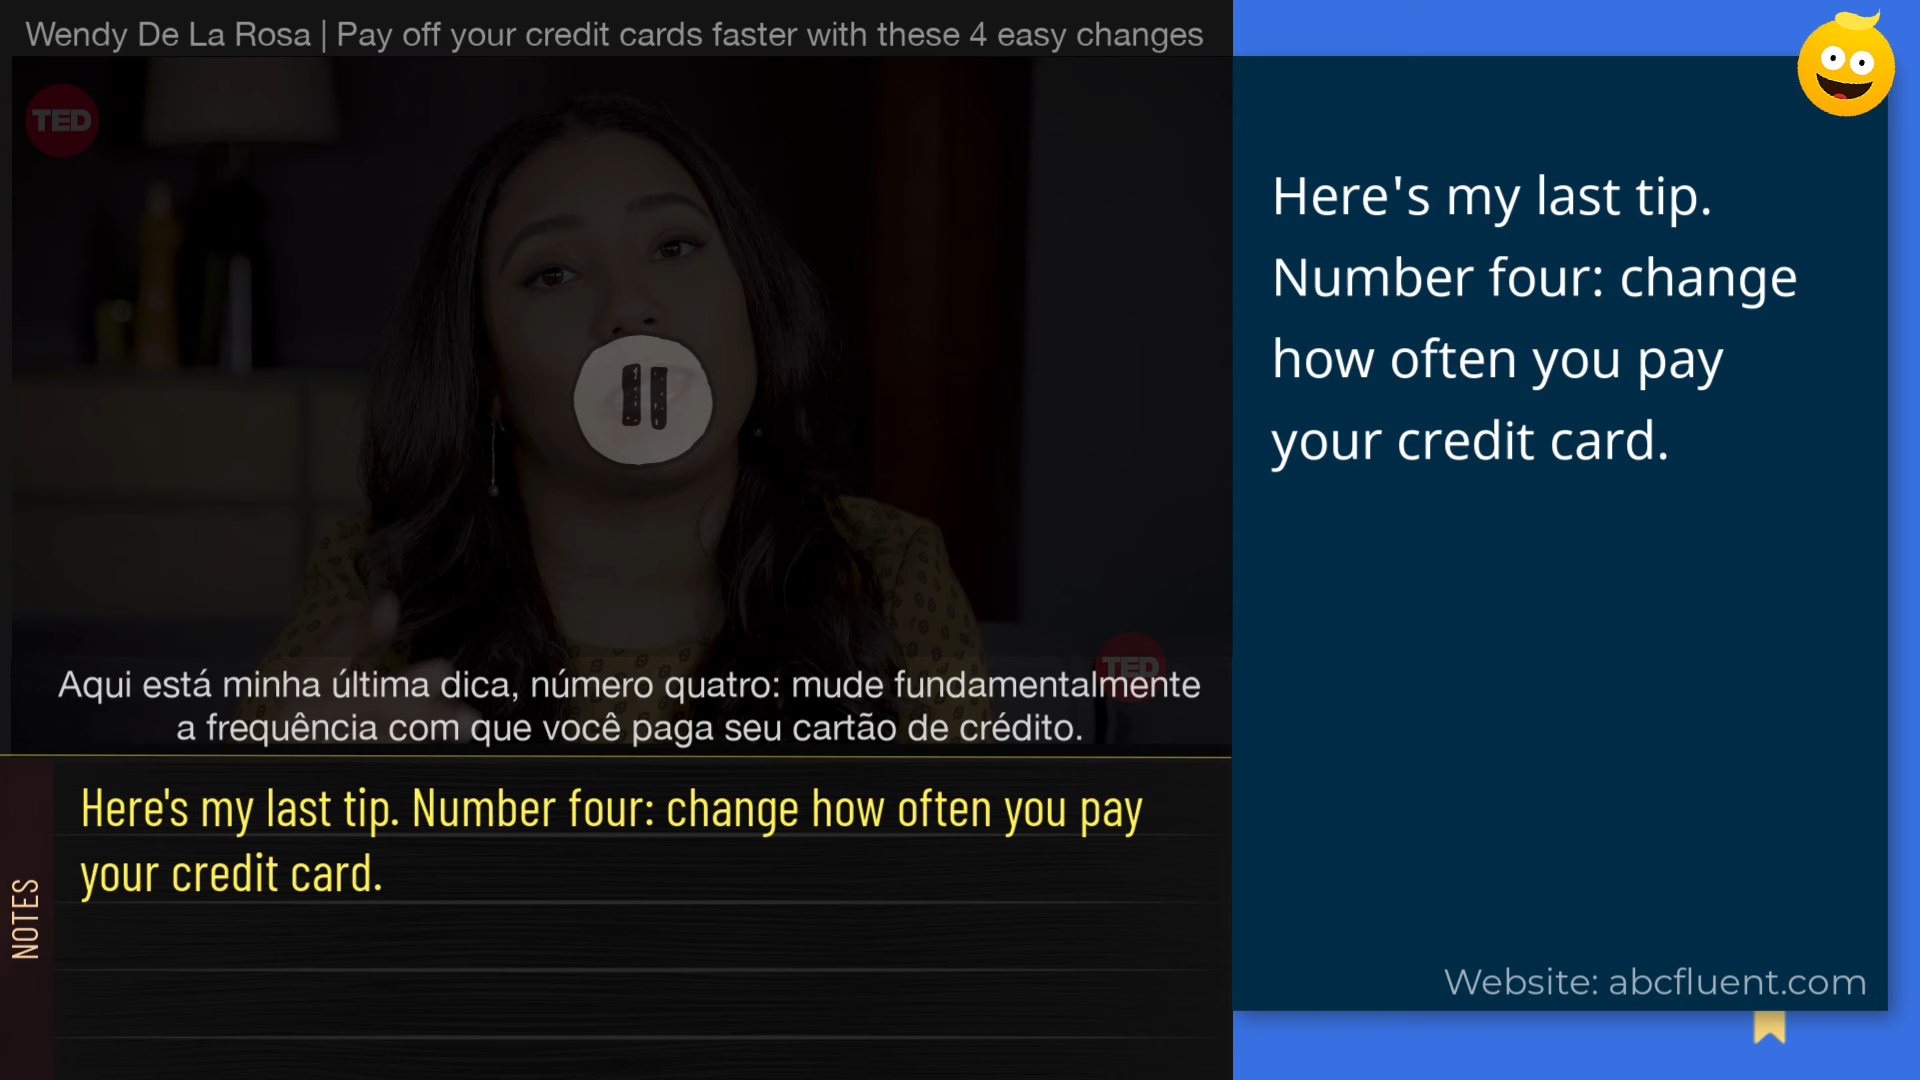 Wendy De La Rosa | Pay off your credit cards faster with these 4 easy changes
TED
Aqui está minha última dica, número quatro: mude fundamentalmente
a frequência com que você paga seu cartão de crédito.
TED
Here's my last tip. Number four: change how often you pay
your credit card.
NOTES
Here's my last tip.
Number four: change
how often you pay
your credit card.
Website: abcfluent.com